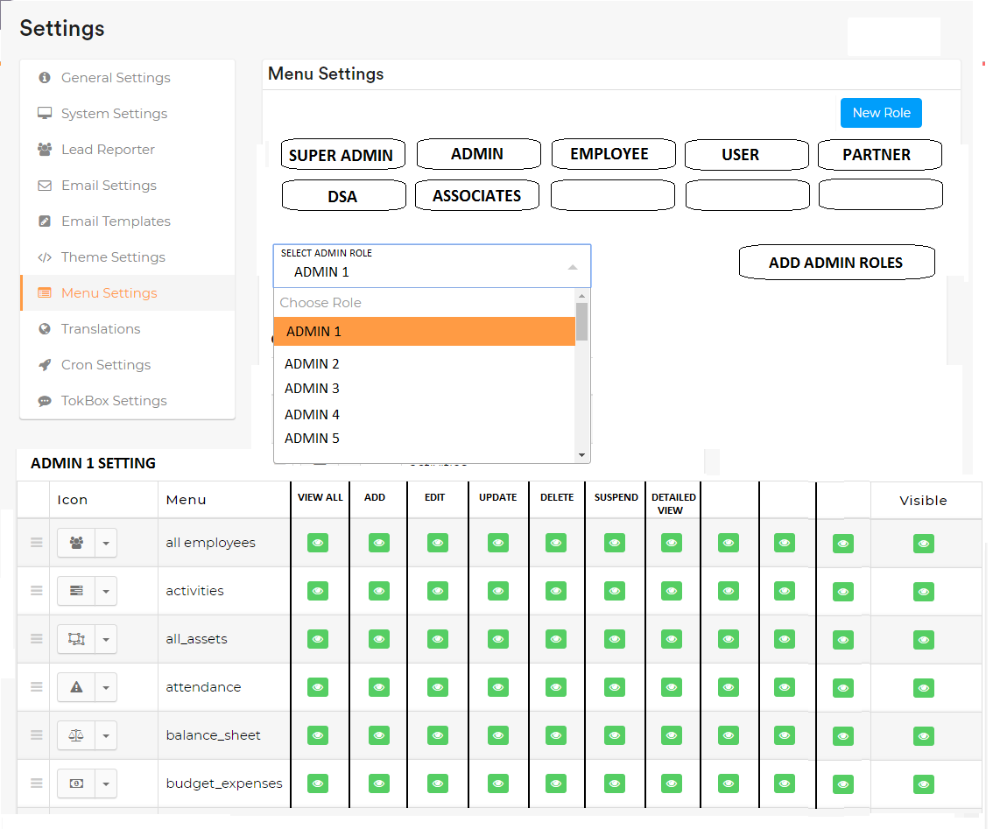 Settings
General Settings
System Settings
Lead Reporter
Email Settings
Email Templates
Theme Settings
Menu Settings
Translations
Cron Settings
TokBox Settings
Menu Settings
New Role
SUPER ADMIN ADMIN EMPLOYEE USER PARTNER
DSA ASSOCIATES
SELECT ADMIN ROLE
ADMIN 1
ADD ADMIN ROLES
Choose Role
ADMIN 1
ADMIN 2
ADMIN 3
ADMIN 4
ADMIN 5
ADMIN 1 SETTING
Icon Menu VIEW ALL ADD EDIT UPDATE DELETE SUSPEND DETAILED VIEW Visible
all employees
activities
all_assets
attendance
balance_sheet
budget_expenses